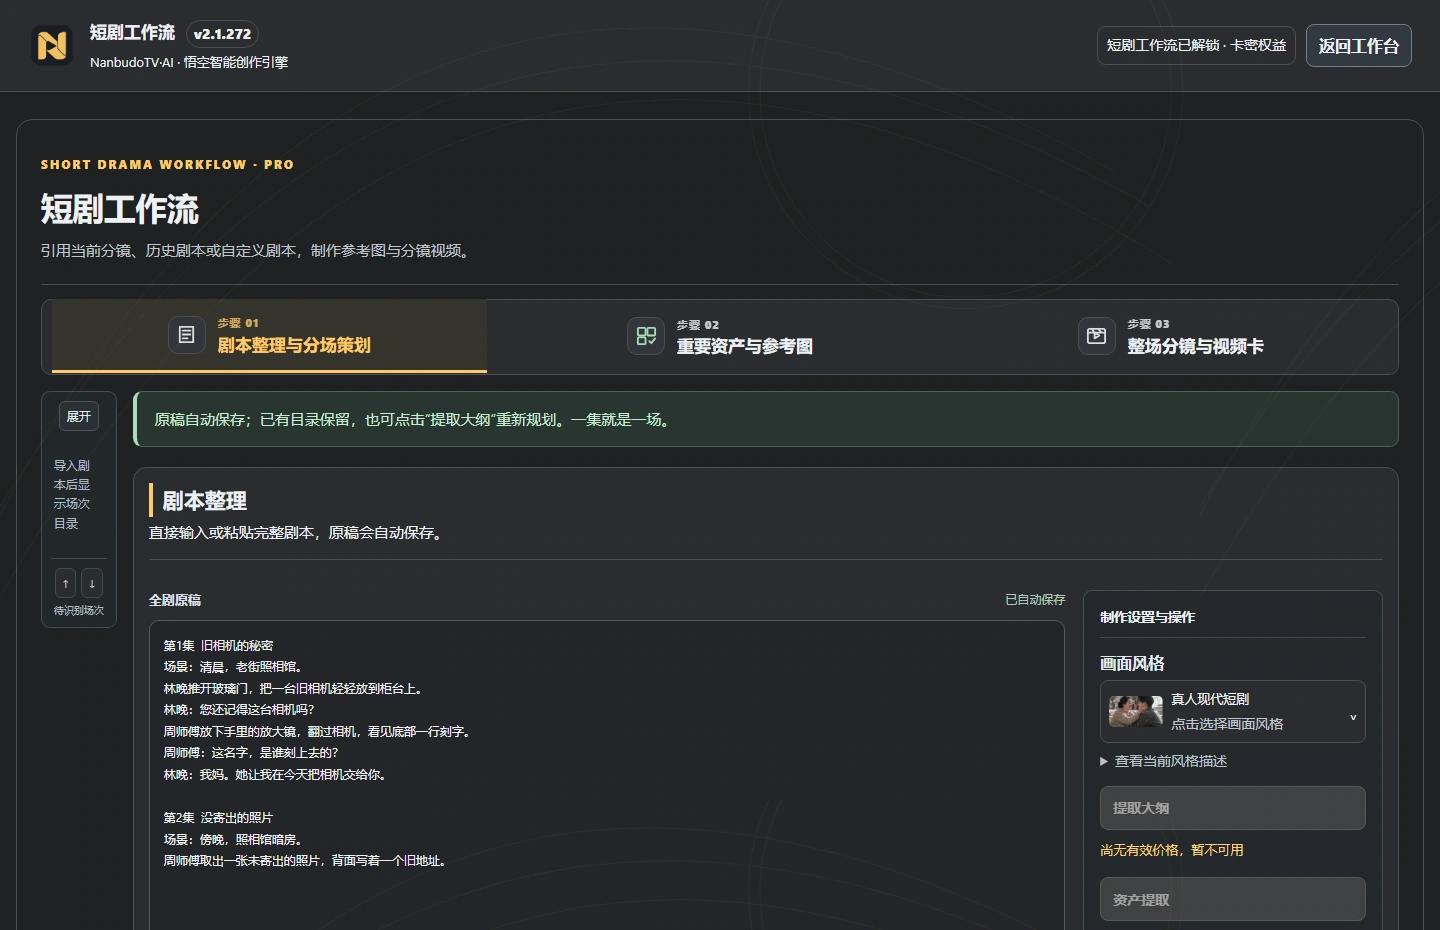 短剧工作流 v2.1.272
NanbudoTV·AI · 悟空智能创作引擎
短剧工作流已解锁 · 卡密权益
返回工作台
SHORT DRAMA WORKFLOW · PRO
短剧工作流
引用当前分镜、历史剧本或自定义剧本，制作参考图与分镜视频。
步骤 01
剧本整理与分场策划
步骤 02
重要资产与参考图
步骤 03
整场分镜与视频卡
展开
导入剧
本后显
示场次
目录
↑ ↓
待识别场次
原稿自动保存；已有目录保留，也可点击“提取大纲”重新规划。一集就是一场。
剧本整理
直接输入或粘贴完整剧本，原稿会自动保存。
全剧原稿
已自动保存
第1集 旧相机的秘密
场景：清晨，老街照相馆。
林晚推开玻璃门，把一台旧相机轻轻放到柜台上。
林晚：您还记得这台相机吗？
周师傅放下手里的放大镜，翻过相机，看见底部一行刻字。
周师傅：这名字，是谁刻上去的？
林晚：我妈。她让我在今天把相机交给你。
第2集 没寄出的照片
场景：傍晚，照相馆暗房。
周师傅取出一张未寄出的照片，背面写着一个旧地址。
制作设置与操作
画面风格
真人现代短剧
点击选择画面风格
查看当前风格描述
提取大纲
尚无有效价格，暂不可用
资产提取